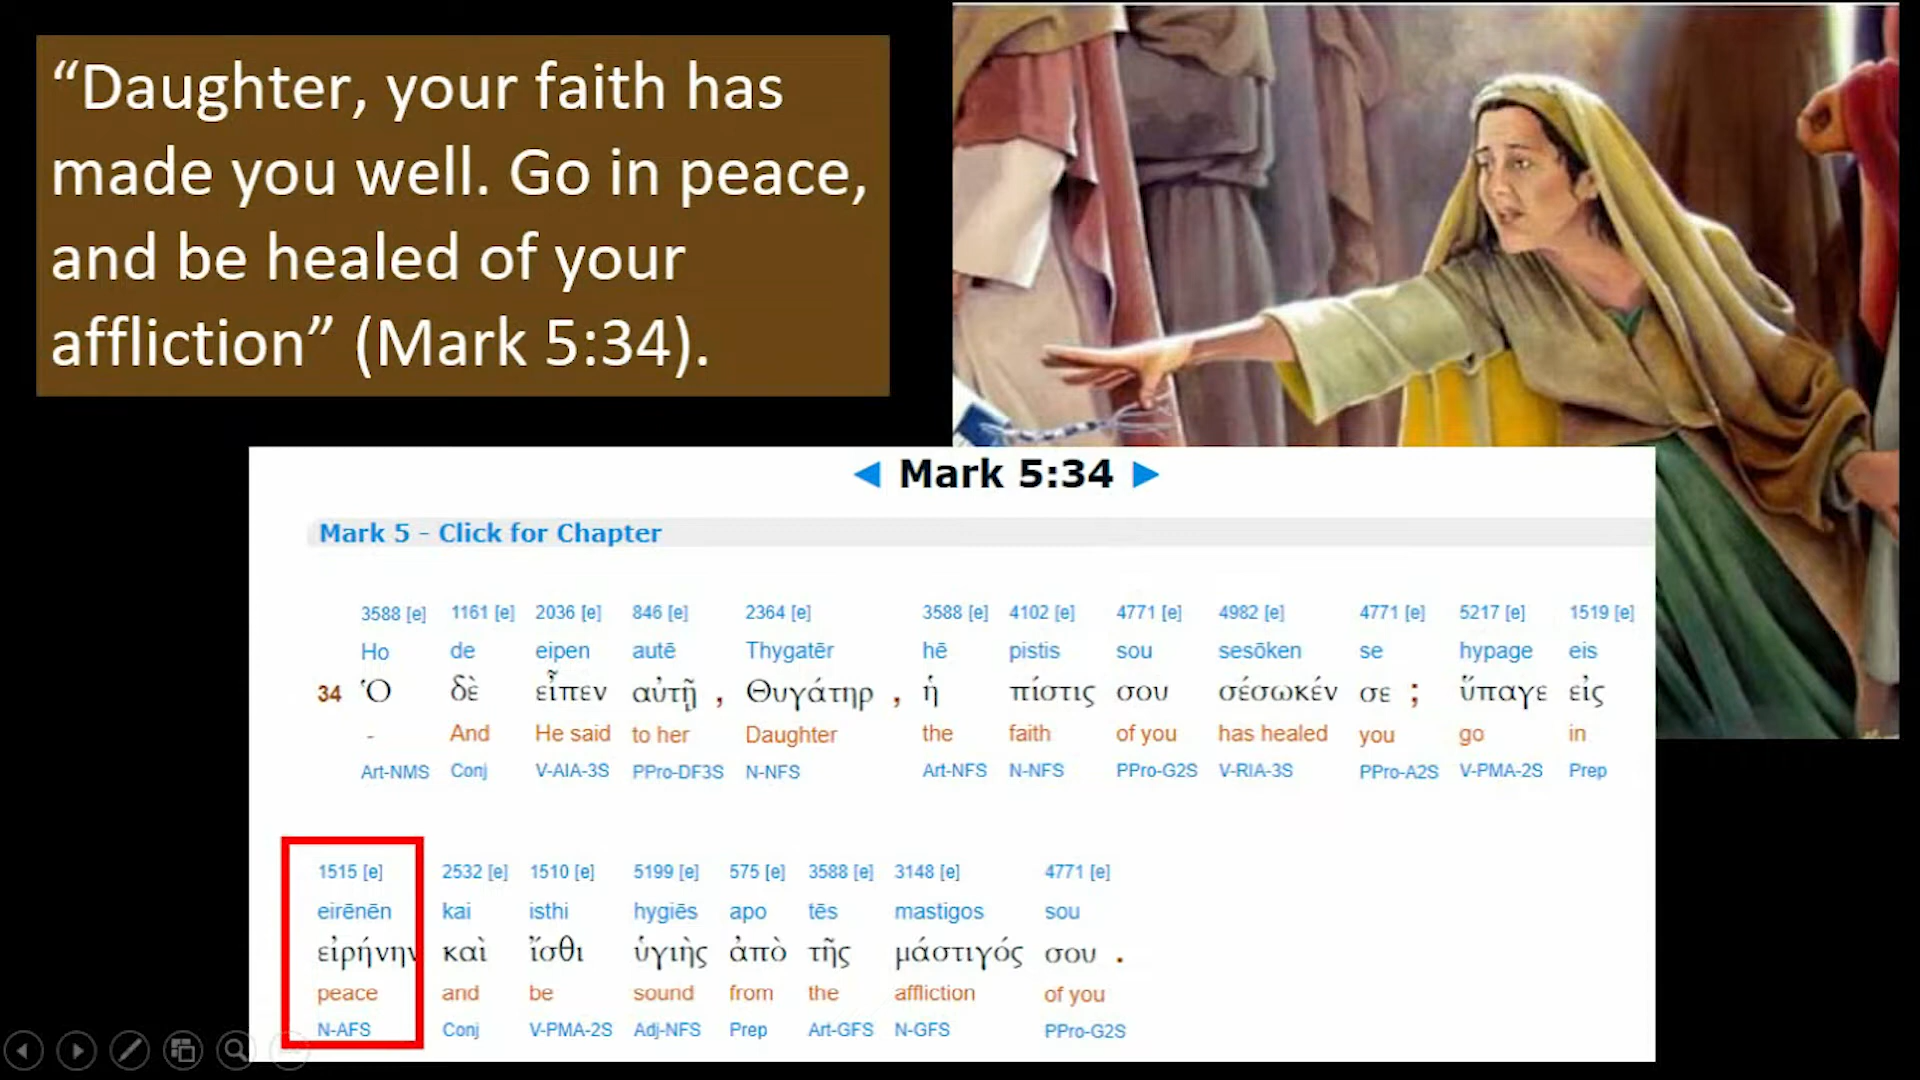 “Daughter, your faith has
made you well. Go in peace,
and be healed of your
affliction” (Mark 5:34).
Mark 5:34
Mark 5 - Click for Chapter
3588 [e] 1161 [e] 2036 [e] 846 [e] 2364 [e] 3588 [e] 4102 [e] 4771 [e] 4982 [e] 4771 [e] 5217 [e] 1519 [e]
Ho de eipen autē Thygatēr hē pistis sou sesōken se hypage eis
34 Ὁ δὲ εἶπεν αὐτῇ , Θυγάτηρ , ἡ πίστις σου σέσωκέν σε ; ὕπαγε εἰς
- And He said to her Daughter the faith of you has healed you go in
Art-NMS Conj V-AIA-3S PPro-DF3S N-NFS Art-NFS N-NFS PPro-G2S V-RIA-3S PPro-A2S V-PMA-2S Prep
1515 [e] 2532 [e] 1510 [e] 5199 [e] 575 [e] 3588 [e] 3148 [e] 4771 [e]
eirēnēn kai isthi hygiēs apo tēs mastigos sou
εἰρήνην καὶ ἴσθι ὑγιὴς ἀπὸ τῆς μάστιγός σου .
peace and be sound from the affliction of you
N-AFS Conj V-PMA-2S Adj-NFS Prep Art-GFS N-GFS PPro-G2S